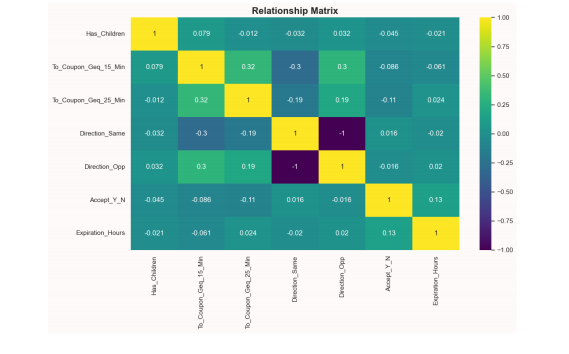 Relationship Matrix
Has_Children 1 0.079 -0.012 -0.032 0.032 -0.045 -0.021
To_Coupon_Geq_15_Min 0.079 1 0.32 -0.3 0.3 -0.086 -0.061
To_Coupon_Geq_25_Min -0.012 0.32 1 -0.19 0.19 -0.11 0.024
Direction_Same -0.032 -0.3 -0.19 1 -1 0.016 -0.02
Direction_Opp 0.032 0.3 0.19 -1 1 -0.016 0.02
Accept_Y_N -0.045 -0.086 -0.11 0.016 -0.016 1 0.13
Expiration_Hours -0.021 -0.061 0.024 -0.02 0.02 0.13 1
Has_Children
To_Coupon_Geq_15_Min
To_Coupon_Geq_25_Min
Direction_Same
Direction_Opp
Accept_Y_N
Expiration_Hours
1.00
0.75
0.50
0.25
0.00
-0.25
-0.50
-0.75
-1.00